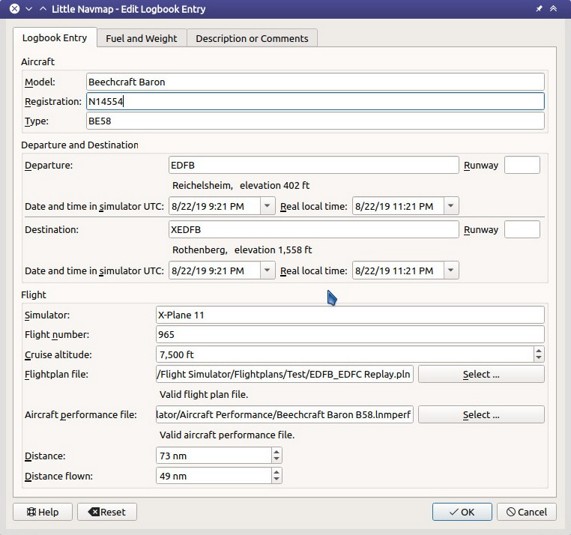 Little Navmap - Edit Logbook Entry
Logbook Entry Fuel and Weight Description or Comments
Aircraft
Model: Beechcraft Baron
Registration: N14554
Type: BE58
Departure and Destination
Departure: EDFB Runway
Reichelsheim, elevation 402 ft
Date and time in simulator UTC: 8/22/19 9:21 PM Real local time: 8/22/19 11:21 PM
Destination: XEDFB Runway
Rothenberg, elevation 1,558 ft
Date and time in simulator UTC: 8/22/19 9:21 PM Real local time: 8/22/19 11:21 PM
Flight
Simulator: X-Plane 11
Flight number: 965
Cruise altitude: 7,500 ft
Flightplan file: /Flight Simulator/Flightplans/Test/EDFB_EDFC Replay.pln Select ...
Valid flight plan file.
Aircraft performance file: lator/Aircraft Performance/Beechcraft Baron B58.lnmperf Select ...
Valid aircraft performance file.
Distance: 73 nm
Distance flown: 49 nm
Help Reset OK Cancel